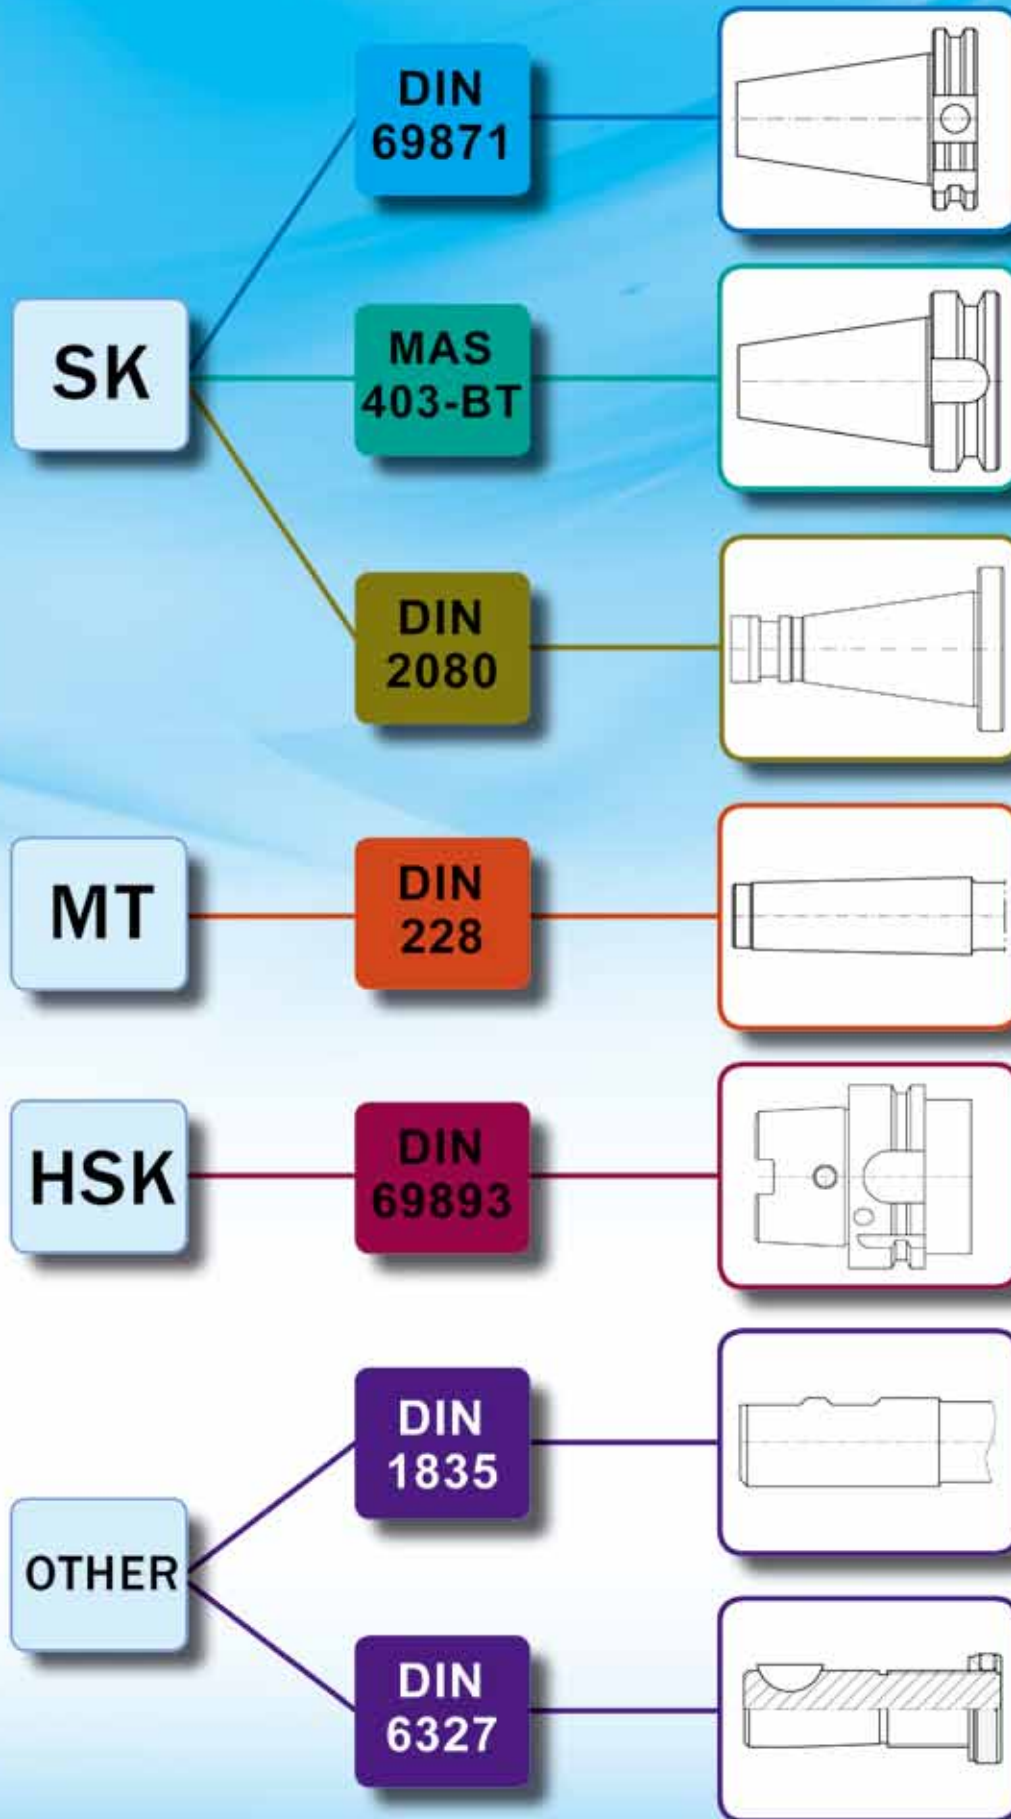 SK
DIN
69871
MAS
403-BT
DIN
2080
MT
DIN
228
HSK
DIN
69893
OTHER
DIN
1835
DIN
6327